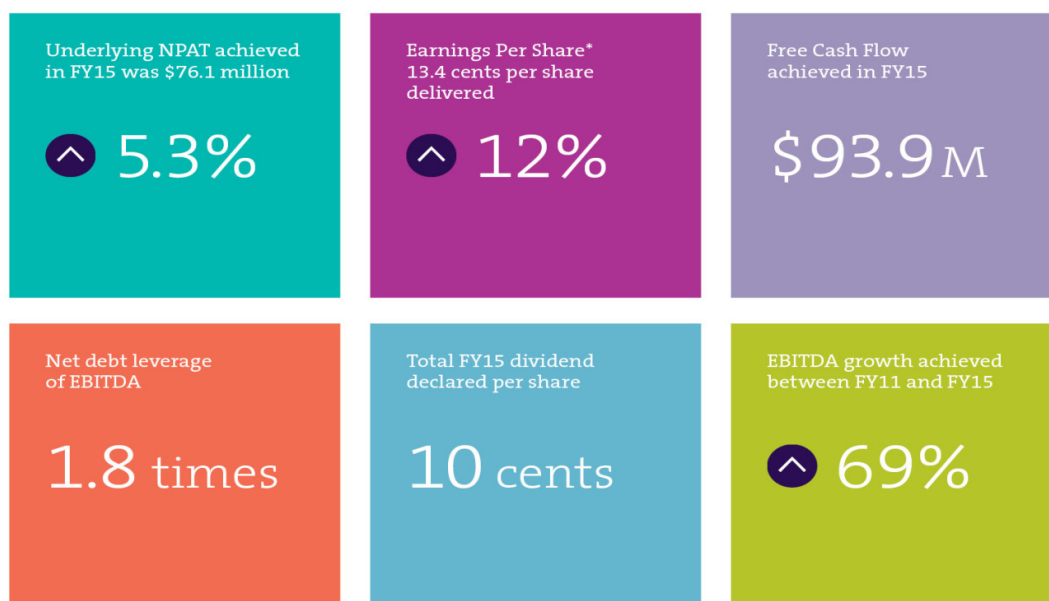 Underlying NPAT achieved
in FY15 was $76.1 million
5.3%
Earnings Per Share*
13.4 cents per share
delivered
12%
Free Cash Flow
achieved in FY15
$93.9 M
Net debt leverage
of EBITDA
1.8 times
Total FY15 dividend
declared per share
10 cents
EBITDA growth achieved
between FY11 and FY15
69%